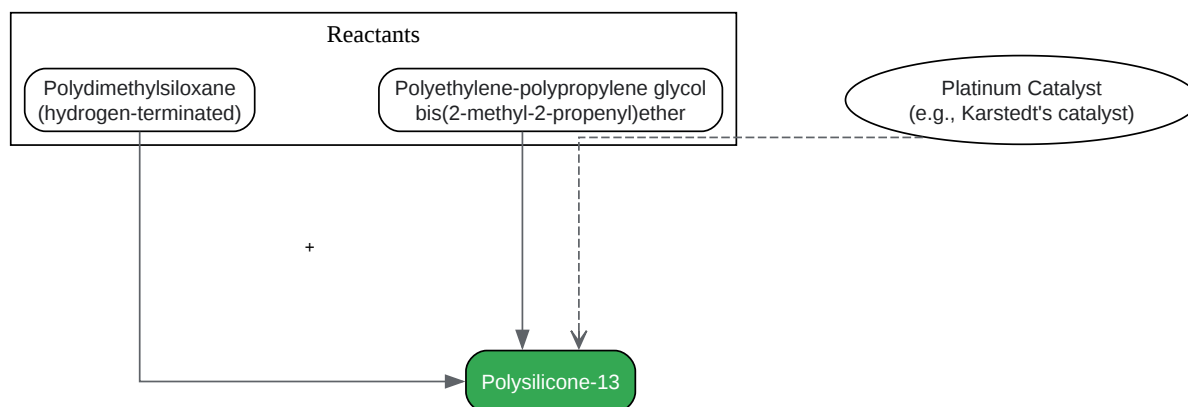 Reactants
Polydimethylsiloxane
(hydrogen-terminated)
Polyethylene-polypropylene glycol
bis(2-methyl-2-propenyl)ether
Platinum Catalyst
(e.g., Karstedt's catalyst)
+
Polysilicone-13